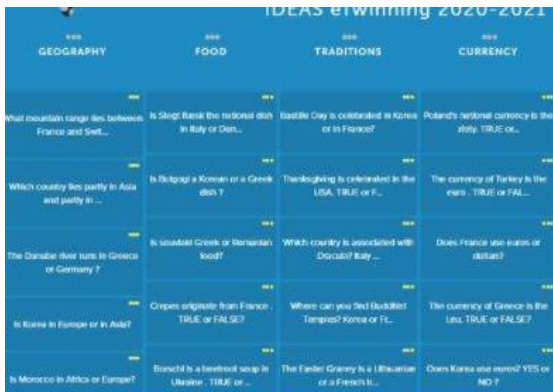 IDEAS eTwinning 2020-2021
GEOGRAPHY
FOOD
TRADITIONS
CURRENCY
What mountain range lies between
France and Swit...
Is Stegt flæsk the national dish
in Italy or Den...
Bastille Day is celebrated in Korea
or in France?
Poland's national currency is the
zloty. TRUE or...
Which country lies partly in Asia
and partly in ...
Is Bulgogi a Korean or a Greek
dish ?
Thanksgiving is celebrated in the
USA. TRUE or F...
The currency of Turkey is the
euro . TRUE or FAL...
The Danube river runs in Greece
or Germany ?
Is souvlaki Greek or Romanian
food?
Which country is associated with
Dracula? Italy ...
Does France use euros or
dollars?
Is Korea in Europe or in Asia?
Crepes originate from France .
TRUE or FALSE?
Where can you find Buddhist
Temples? Korea or Fr...
The currency of Greece is the
Leu. TRUE or FALSE?
Is Morocco in Africa or Europe?
Borscht is a beetroot soup in
Ukraine . TRUE or ...
The Easter Granny is a Lithuanian
or a French tr...
Does Korea use euros? YES or
NO ?